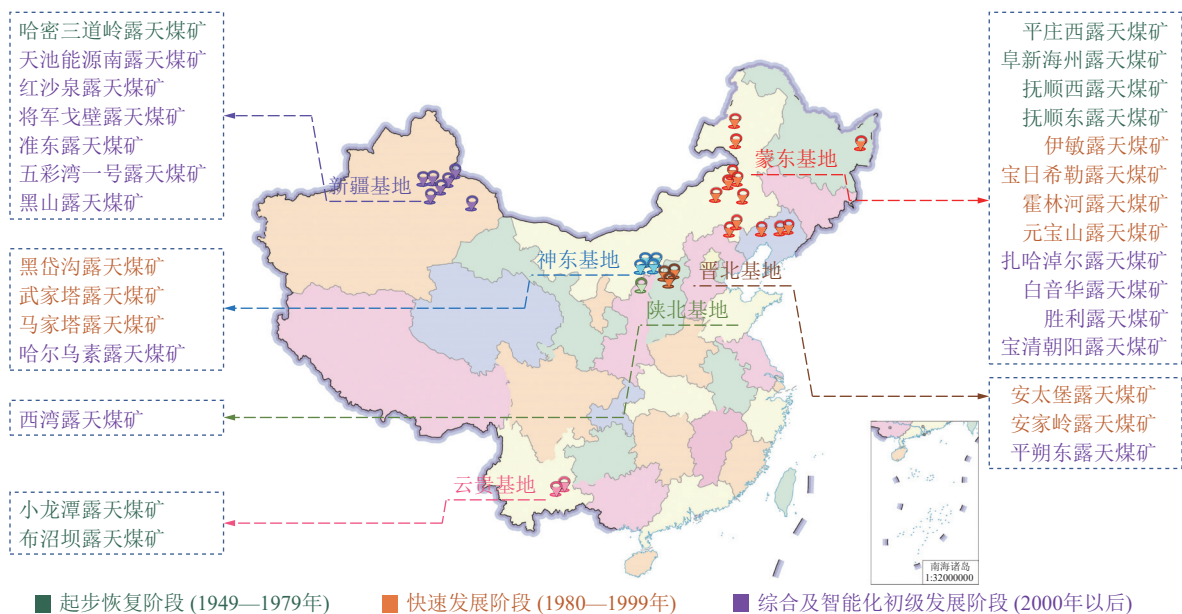 哈密三道岭露天煤矿
天池能源南露天煤矿
红沙泉露天煤矿
将军戈壁露天煤矿
准东露天煤矿
五彩湾一号露天煤矿
黑山露天煤矿
黑岱沟露天煤矿
武家塔露天煤矿
马家塔露天煤矿
哈尔乌素露天煤矿
西湾露天煤矿
小龙潭露天煤矿
布沼坝露天煤矿
新疆基地
蒙东基地
神东基地
晋北基地
陕北基地
云贵基地
平庄西露天煤矿
阜新海州露天煤矿
抚顺西露天煤矿
抚顺东露天煤矿
伊敏露天煤矿
宝日希勒露天煤矿
霍林河露天煤矿
元宝山露天煤矿
扎哈淖尔露天煤矿
白音华露天煤矿
胜利露天煤矿
宝清朝阳露天煤矿
安太堡露天煤矿
安家岭露天煤矿
平朔东露天煤矿
南海诸岛
1:32000000
起步恢复阶段 (1949—1979年)
快速发展阶段 (1980—1999年)
综合及智能化初级发展阶段 (2000年以后)